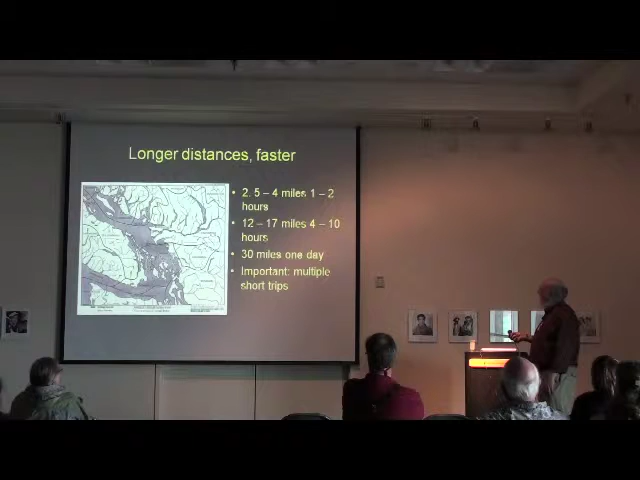 Longer distances, faster
• 2. 5 – 4 miles 1 – 2
hours
• 12 – 17 miles 4 – 10
hours
• 30 miles one day
• Important: multiple
short trips